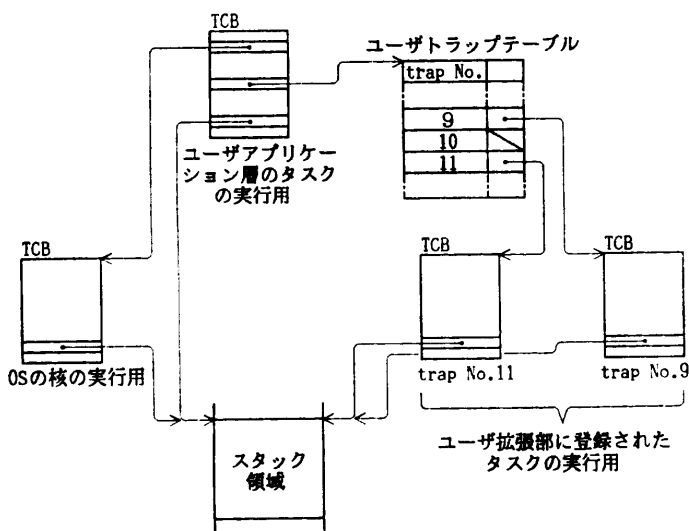 TCB
ユーザアプリケー
ション層のタスク
の実行用
ユーザトラップテーブル
trap No.
9
10
11
TCB
OSの核の実行用
TCB
trap No.11
TCB
trap No.9
ユーザ拡張部に登録された
タスクの実行用
スタック
領域